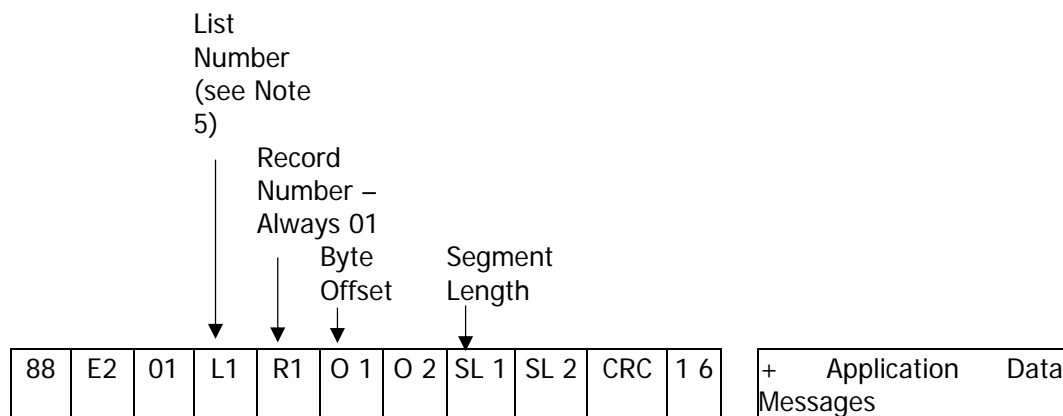 List
Number
(see Note
5)
Record
Number –
Always 01
Byte
Offset
Segment
Length
88 E2 01 L1 R1 O 1 O 2 SL 1 SL 2 CRC 1 6
+ Application Data
Messages